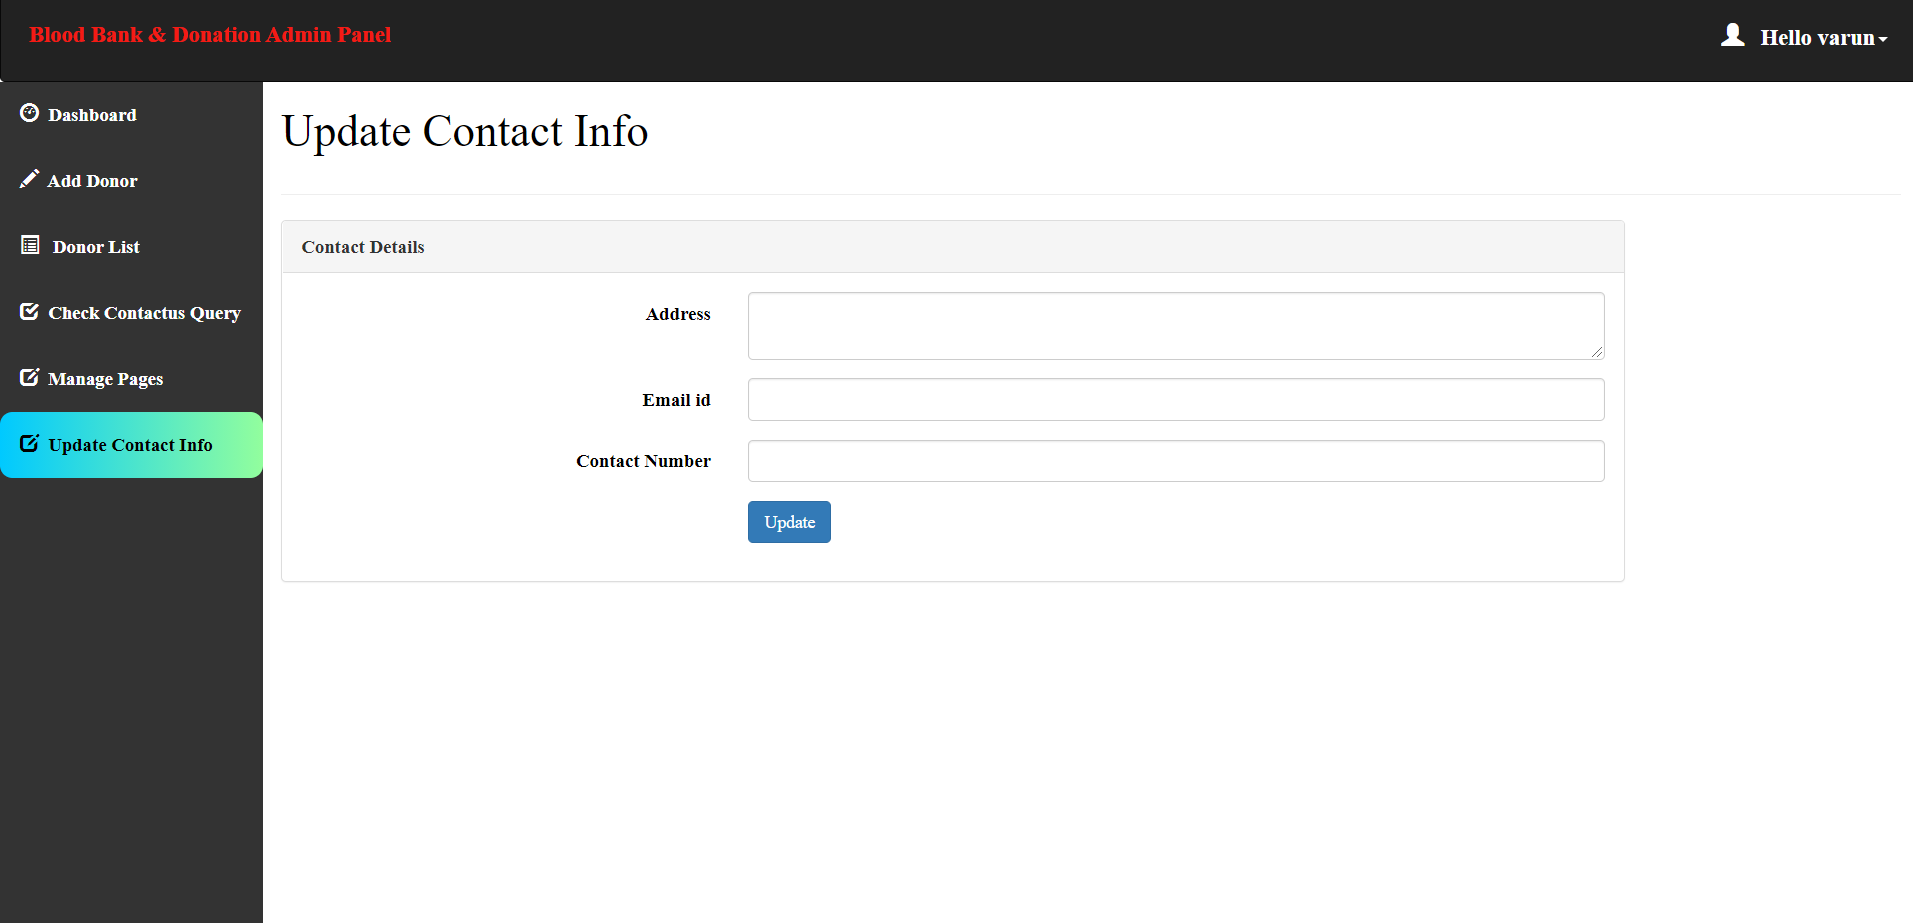 Blood Bank & Donation Admin Panel
Hello varun
Dashboard
Add Donor
Donor List
Check Contactus Query
Manage Pages
Update Contact Info
Update Contact Info
Contact Details
Address
Email id
Contact Number
Update